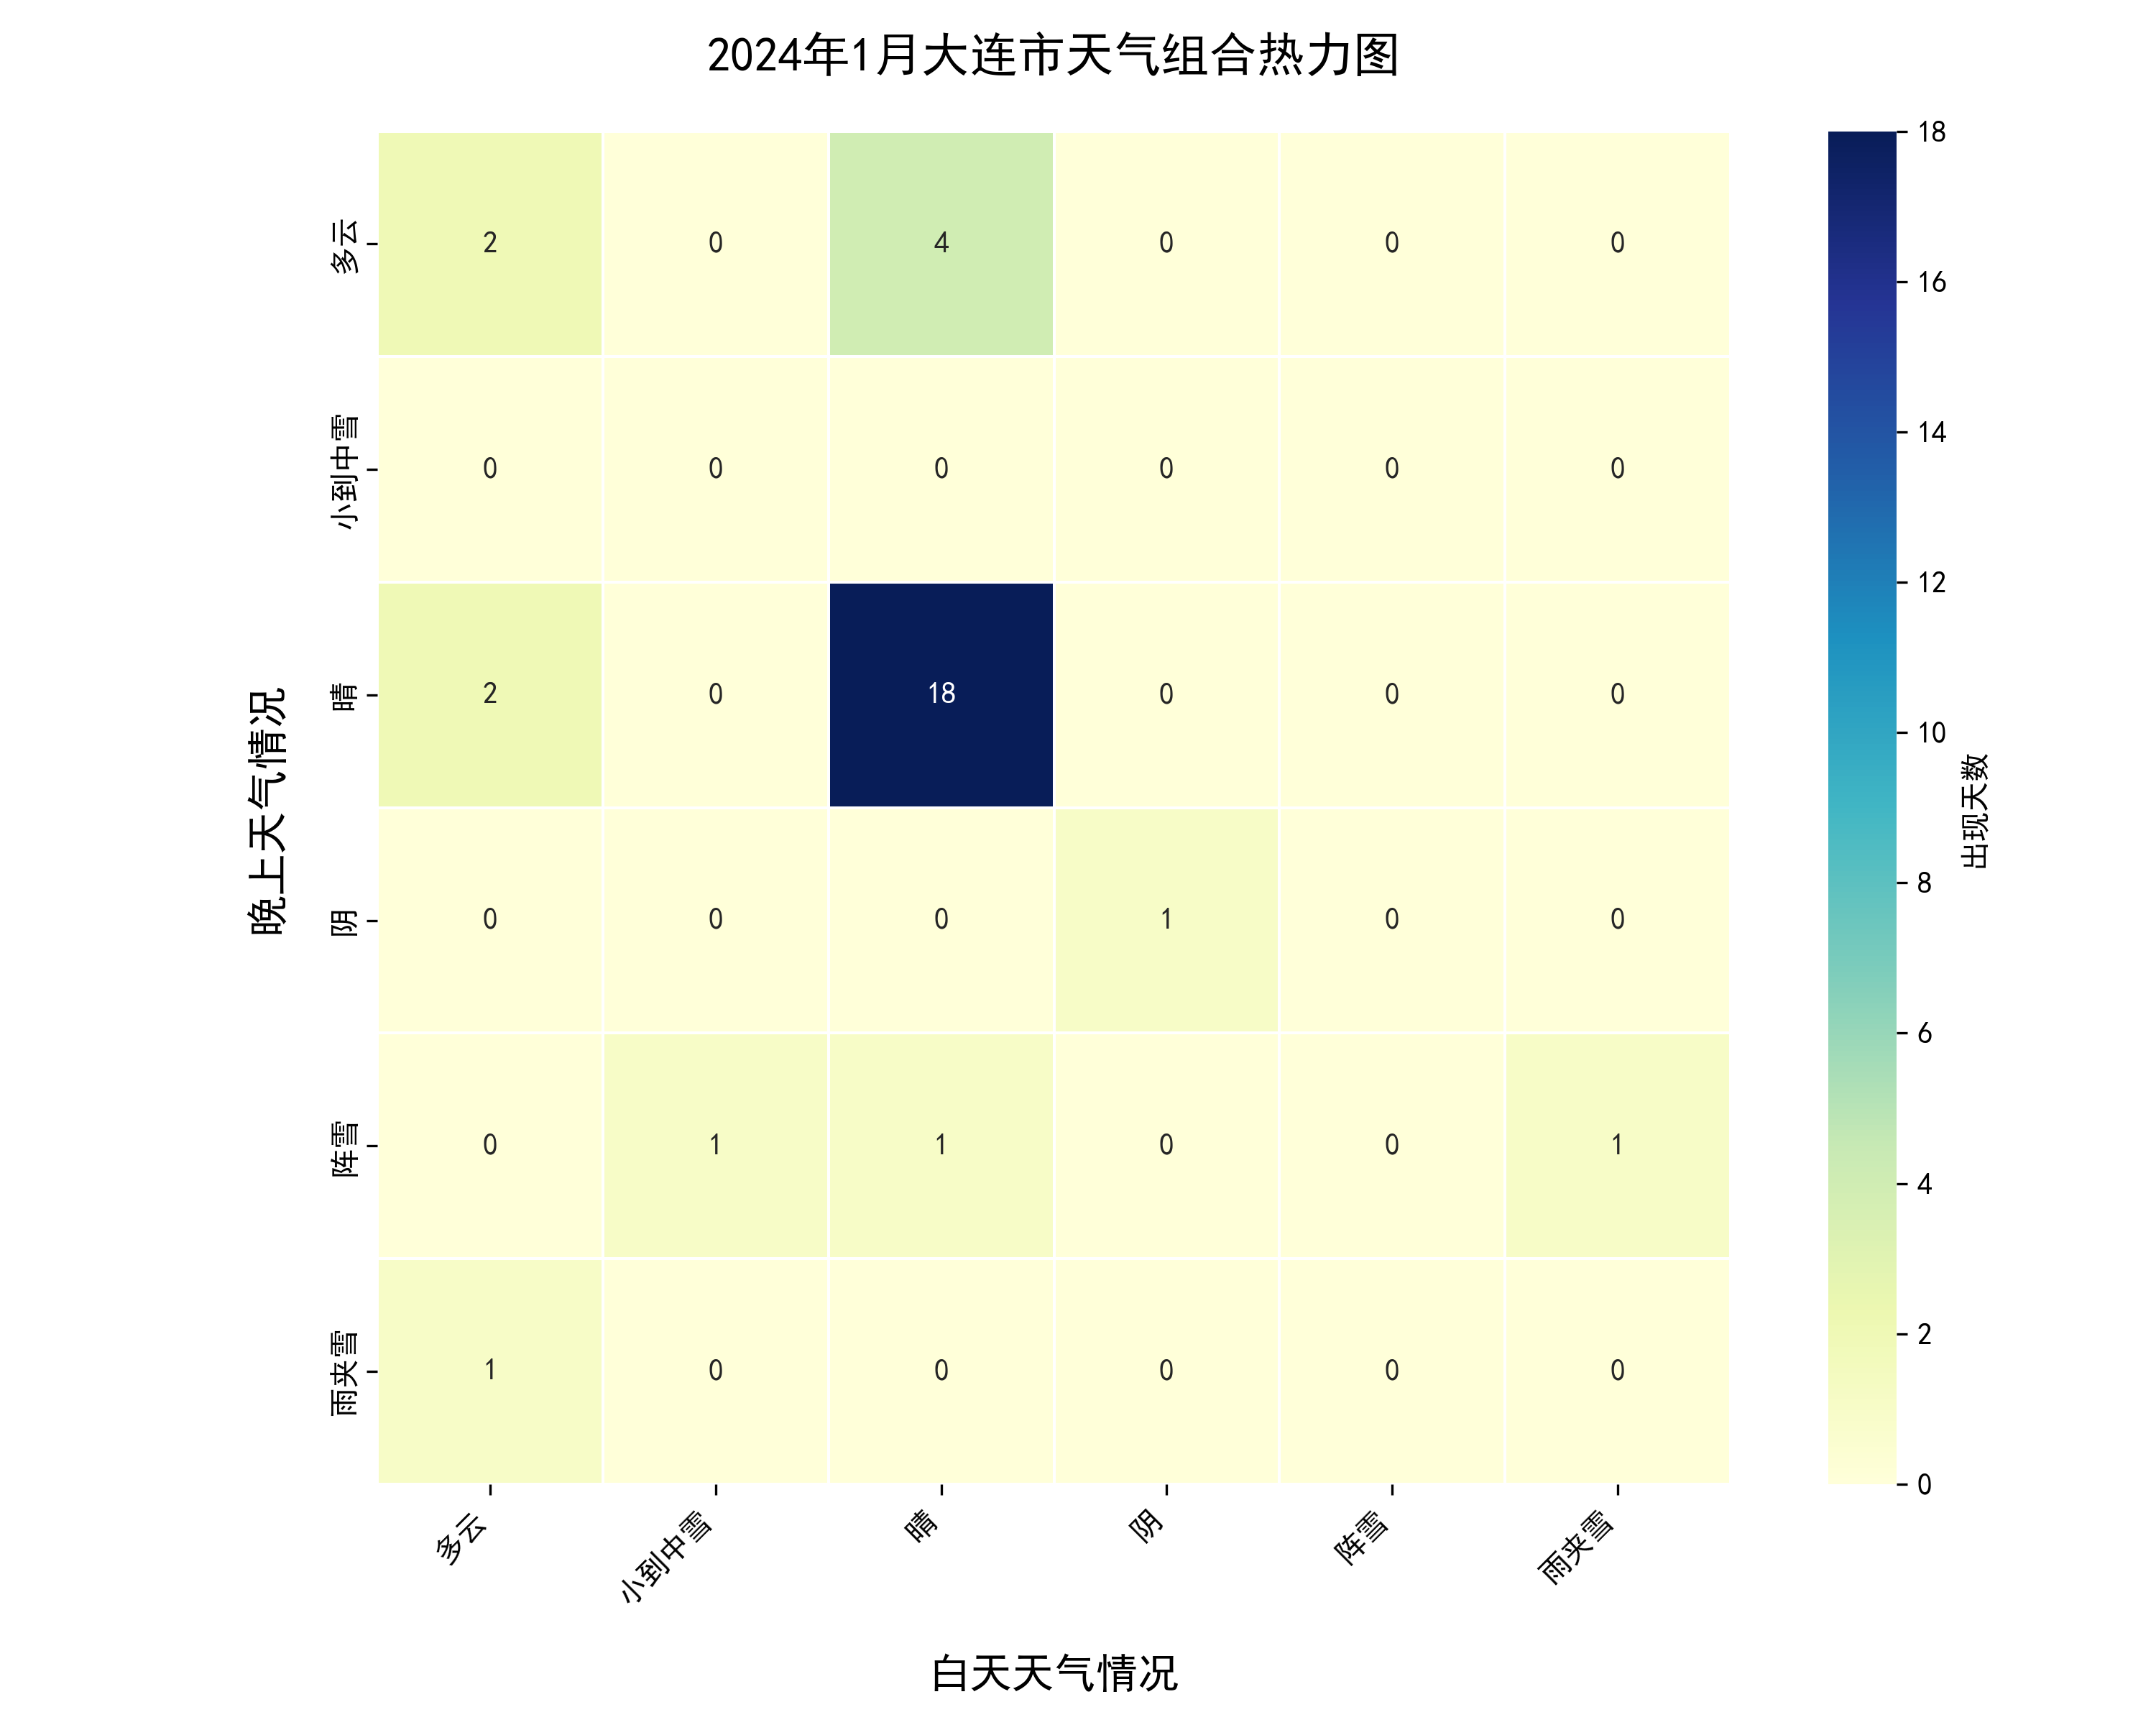 2024年1月大连市天气组合热力图
晚上天气情况
多云 2 0 4 0 0 0
小到中雪 0 0 0 0 0 0
晴 2 0 18 0 0 0
阴 0 0 0 1 0 0
阵雪 0 1 1 0 0 1
雨夹雪 1 0 0 0 0 0
多云 小到中雪 晴 阴 阵雪 雨夹雪
白天天气情况
18
16
14
12
10
8
6
4
2
0
出现天数